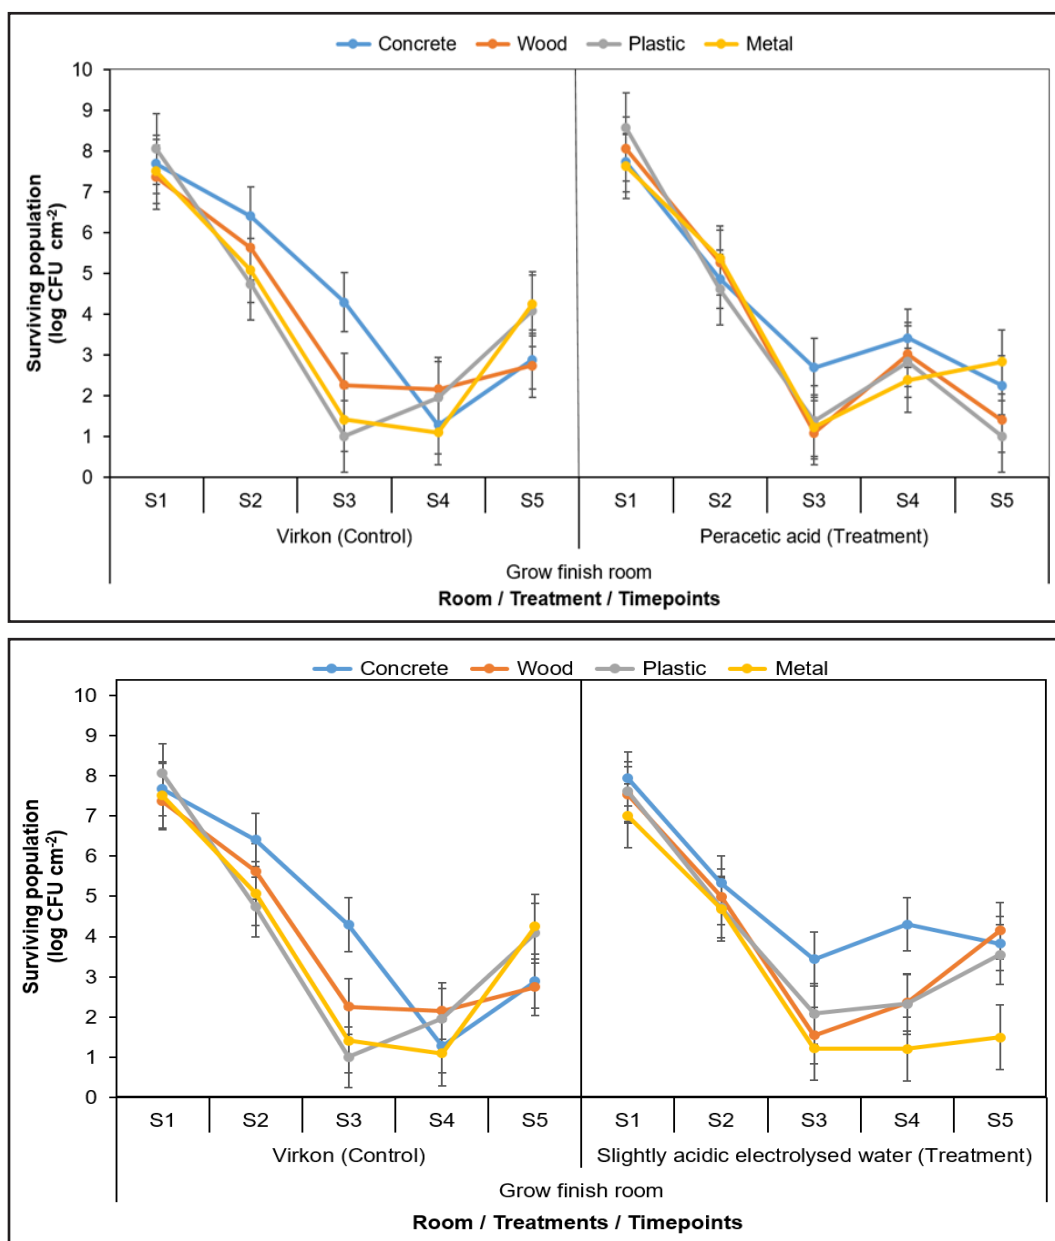 Concrete Wood Plastic Metal
10
9
8
7
6
5
4
3
2
1
0
Surviving population
(log CFU cm-2)
S1 S2 S3 S4 S5 S1 S2 S3 S4 S5
Virkon (Control) Peracetic acid (Treatment)
Grow finish room
Room / Treatment / Timepoints
Concrete Wood Plastic Metal
10
9
8
7
6
5
4
3
2
1
0
Surviving population
(log CFU cm-2)
S1 S2 S3 S4 S5 S1 S2 S3 S4 S5
Virkon (Control) Slightly acidic electrolysed water (Treatment)
Grow finish room
Room / Treatments / Timepoints